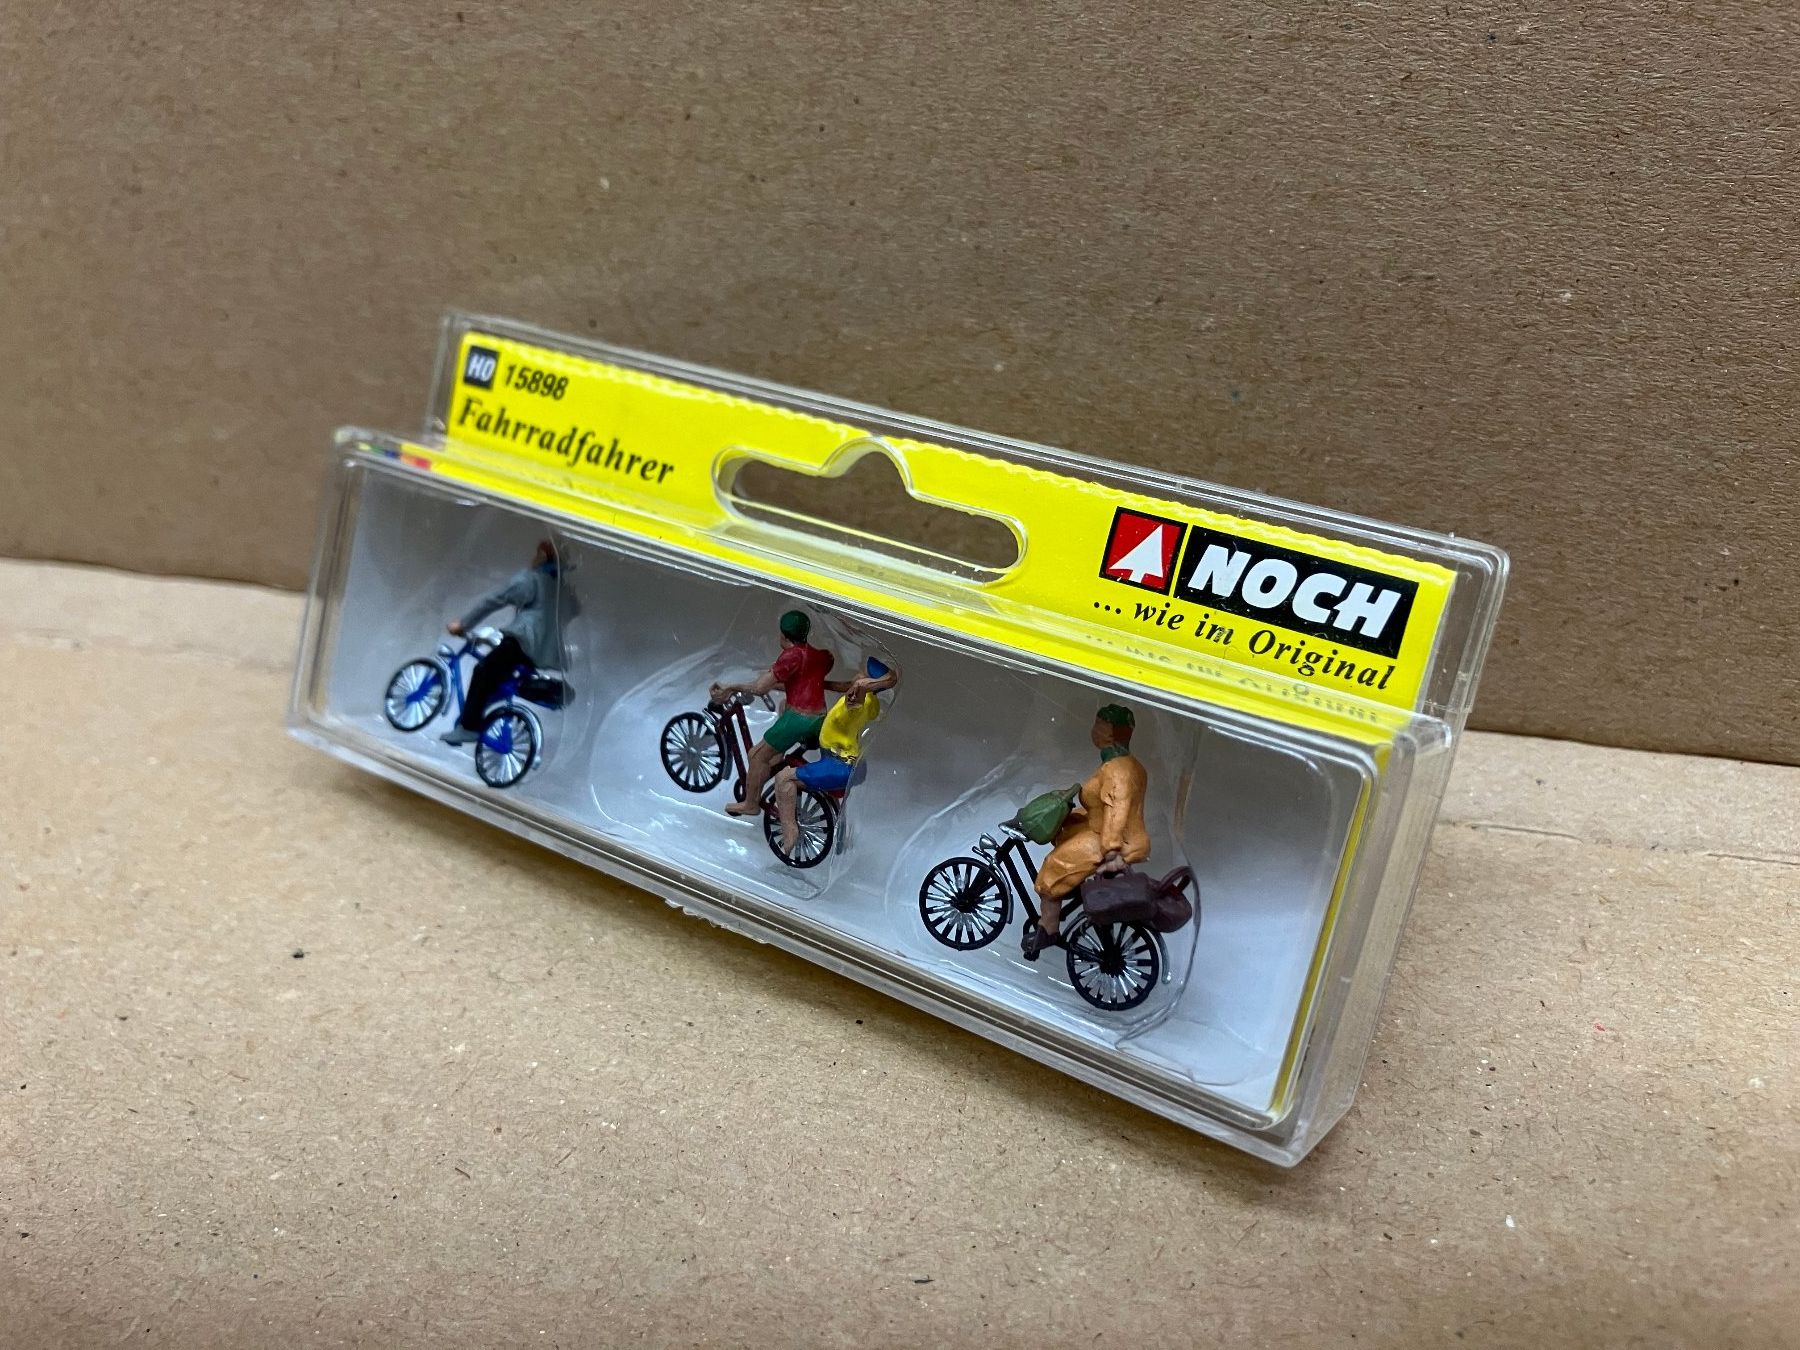 H0 15898
Fahrradfahrer
NOCH
... wie im Original